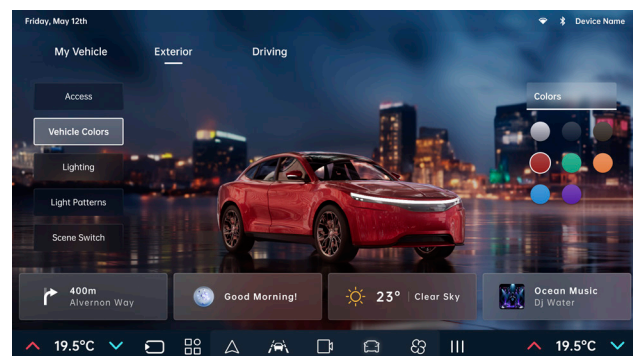 Friday, May 12th
Device Name
My Vehicle
Exterior
Driving
Access
Vehicle Colors
Lighting
Light Patterns
Scene Switch
Colors
400m
Alvernon Way
Good Morning!
23° | Clear Sky
Ocean Music
Dj Water
19.5°C
19.5°C